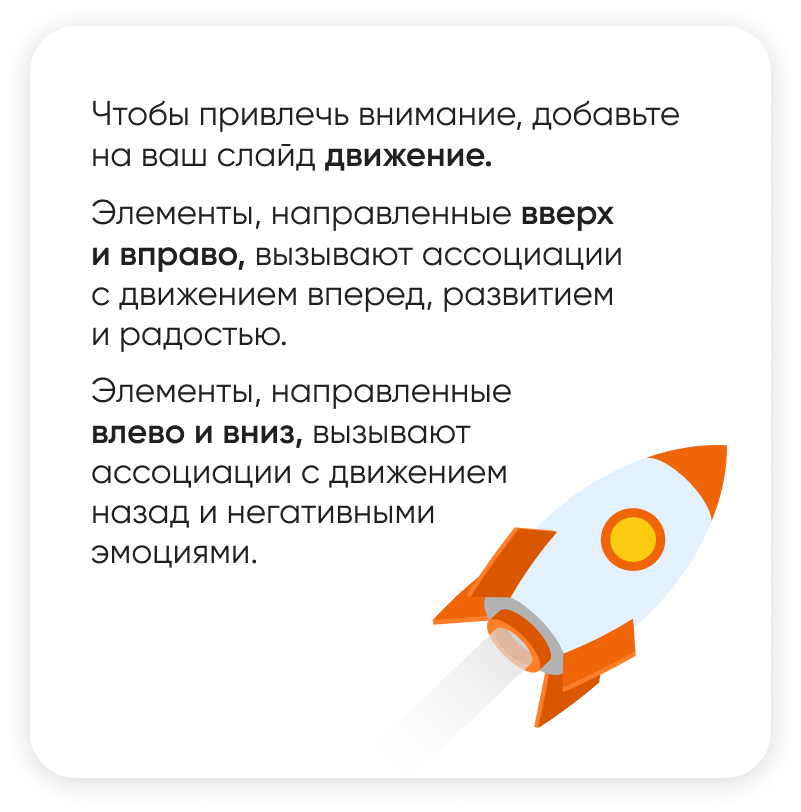 Чтобы привлечь внимание, добавьте
на ваш слайд движение.
Элементы, направленные вверх
и вправо, вызывают ассоциации
с движением вперед, развитием
и радостью.
Элементы, направленные
влево и вниз, вызывают
ассоциации с движением
назад и негативными
эмоциями.